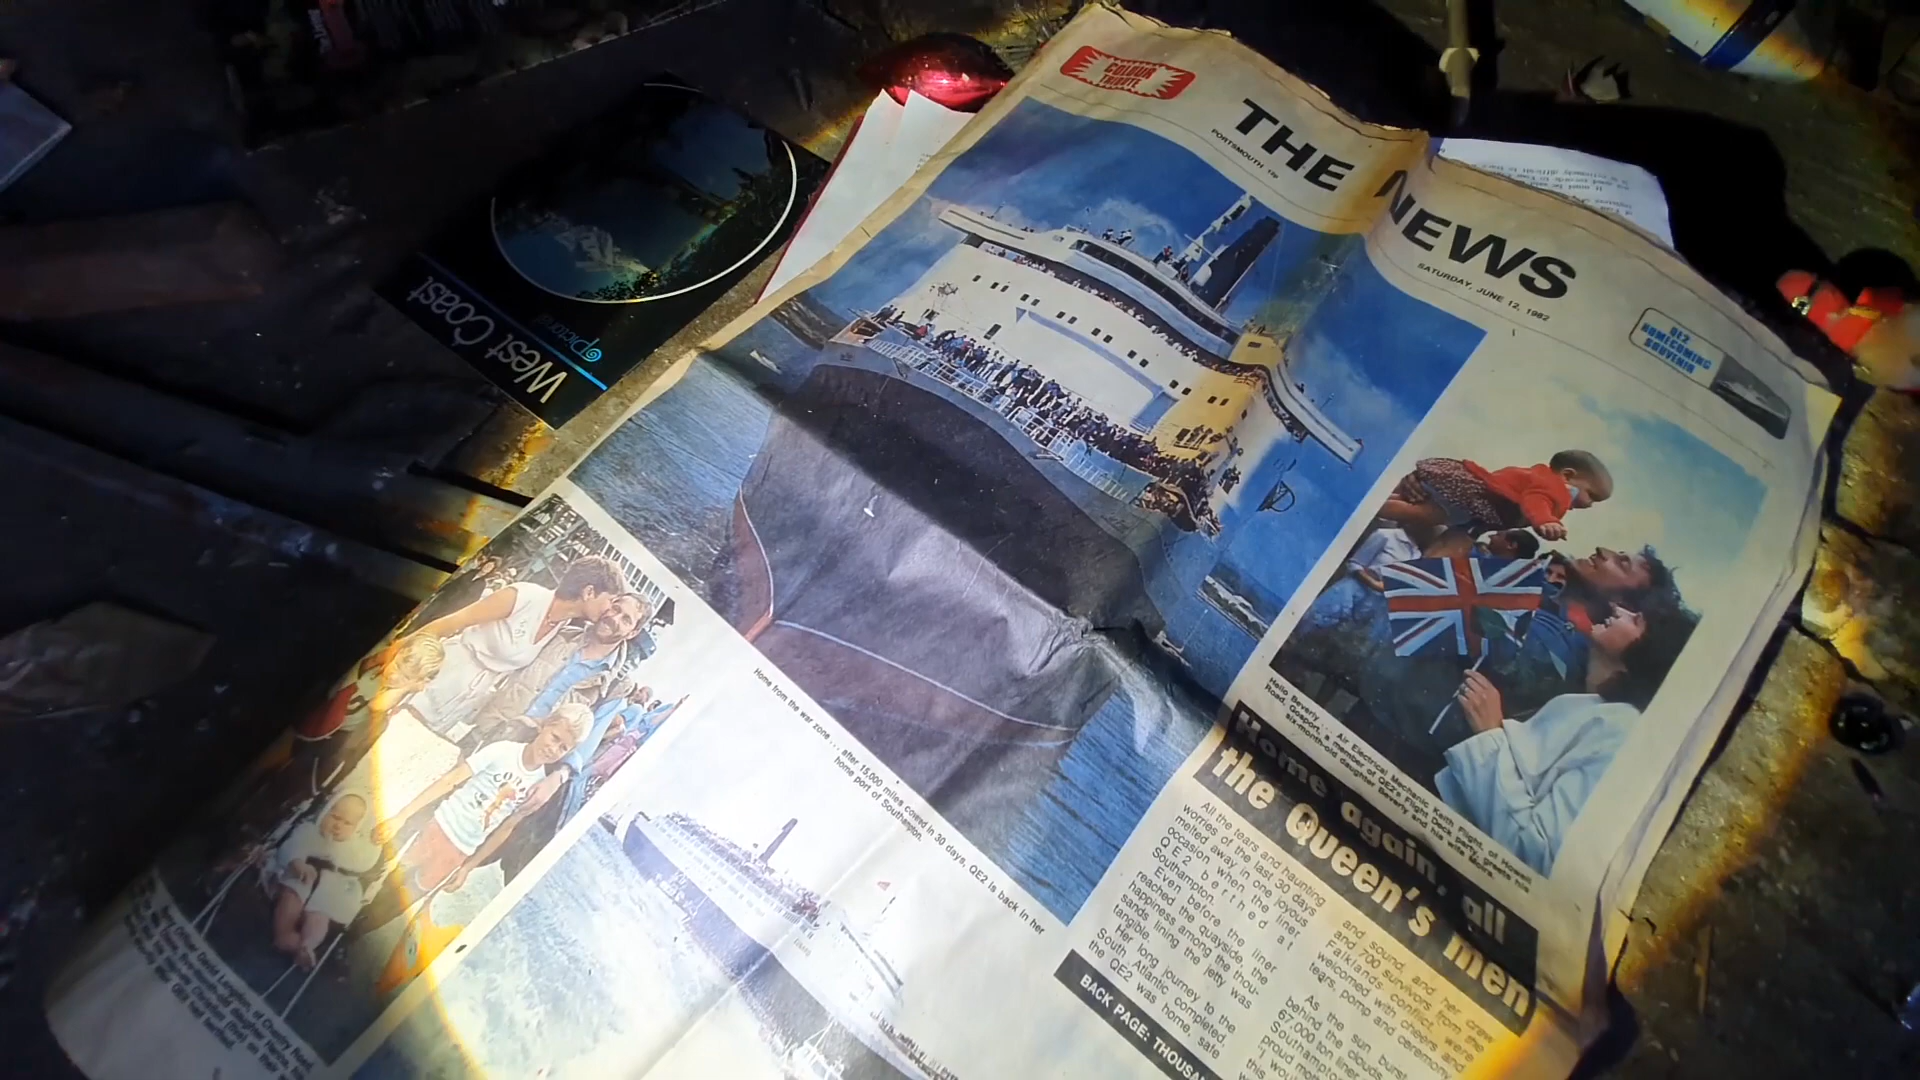 COLOUR
TRIBUTE
THE NEWS
PORTSMOUTH
SATURDAY, JUNE 12, 1982
QE2
HOMECOMING
SOUVENIR
West Coast
Pictorial
Hello Beverly ... Air Electrical Mechanic Keith Flight, of Howell
Road, Gosport, a member of QE2's Flight Deck party, greets his
six-month-old daughter Beverly and his wife Moira.
Home from the war zone ... after 15,000 miles covered in 30 days, QE2 is back in her
home port of Southampton.
Home again, all
the Queen's men
All the tears and haunting
worries of the last 30 days
melted away in one joyous
occasion when the liner
QE2 berthed at
Southampton.
Even before the liner
reached the quayside, the
happiness among the thou-
sands lining the jetty was
tangible.
Her long journey to the
South Atlantic completed,
the QE2 was home, safe
and sound, and her crew
and 700 survivors from the
Falklands conflict were
welcomed with cheers and
tears, pomp and ceremony
As the sun burst
behind the clouds
67,000 ton liner
Southampton
proud
BACK PAGE:
David